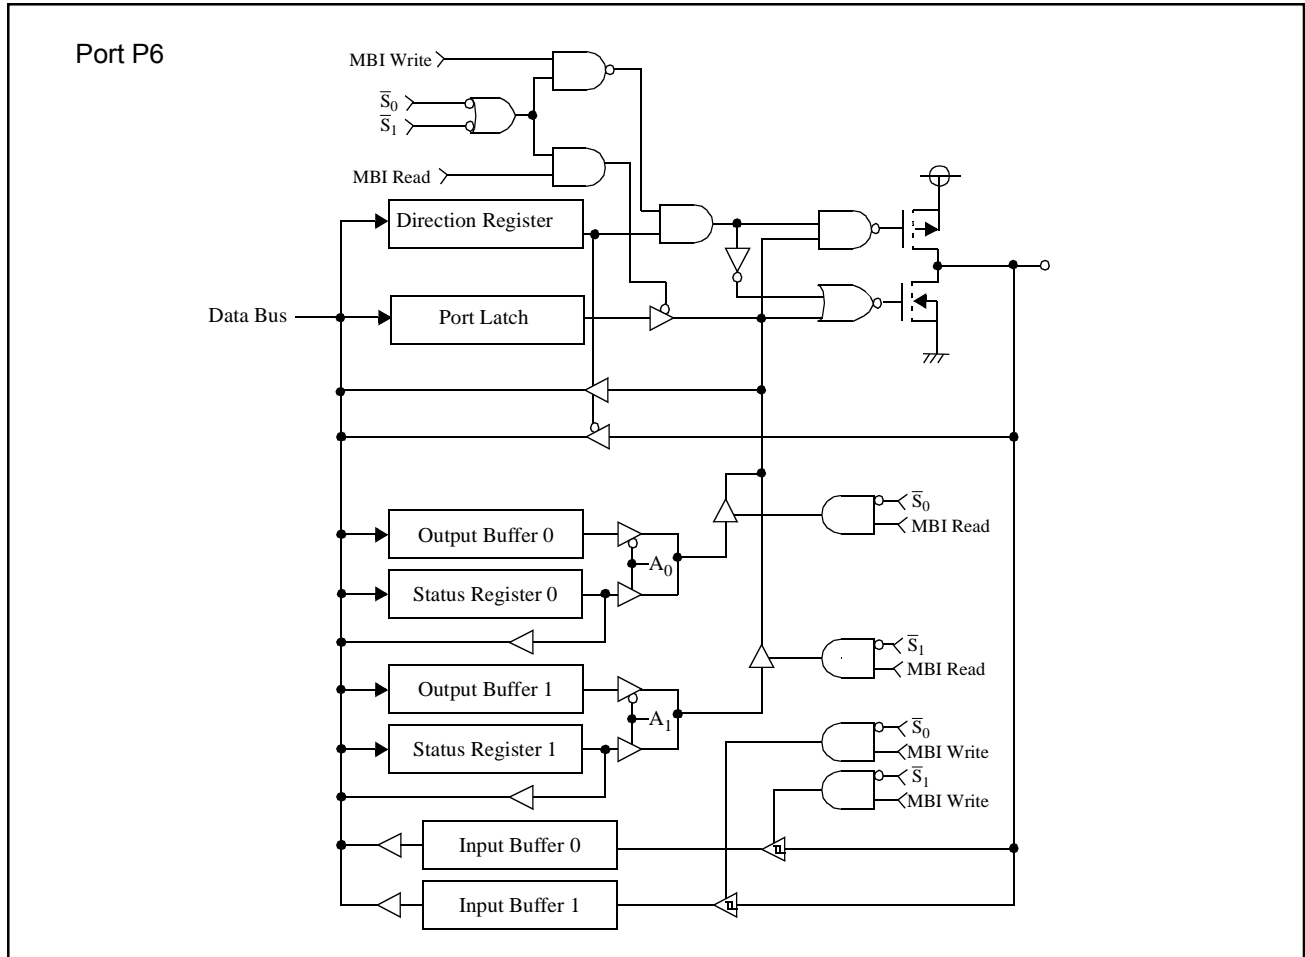 Port P6
MBI Write
S̅0
S̅1
MBI Read
Direction Register
Data Bus
Port Latch
S̅0
MBI Read
Output Buffer 0
A0
Status Register 0
S̅1
MBI Read
Output Buffer 1
A1
S̅0
Status Register 1
MBI Write
S̅1
MBI Write
Input Buffer 0
Input Buffer 1